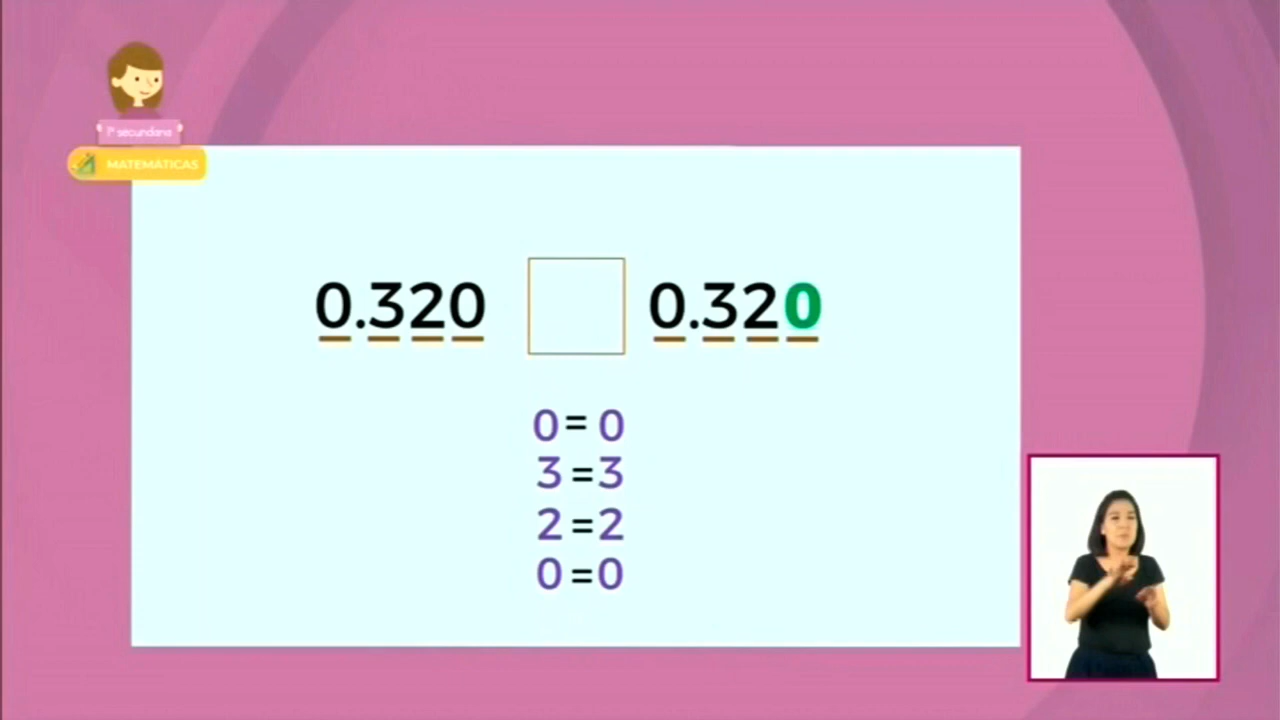 1° secundaria
MATEMÁTICAS
0.320 0.320
0 = 0
3 = 3
2 = 2
0 = 0